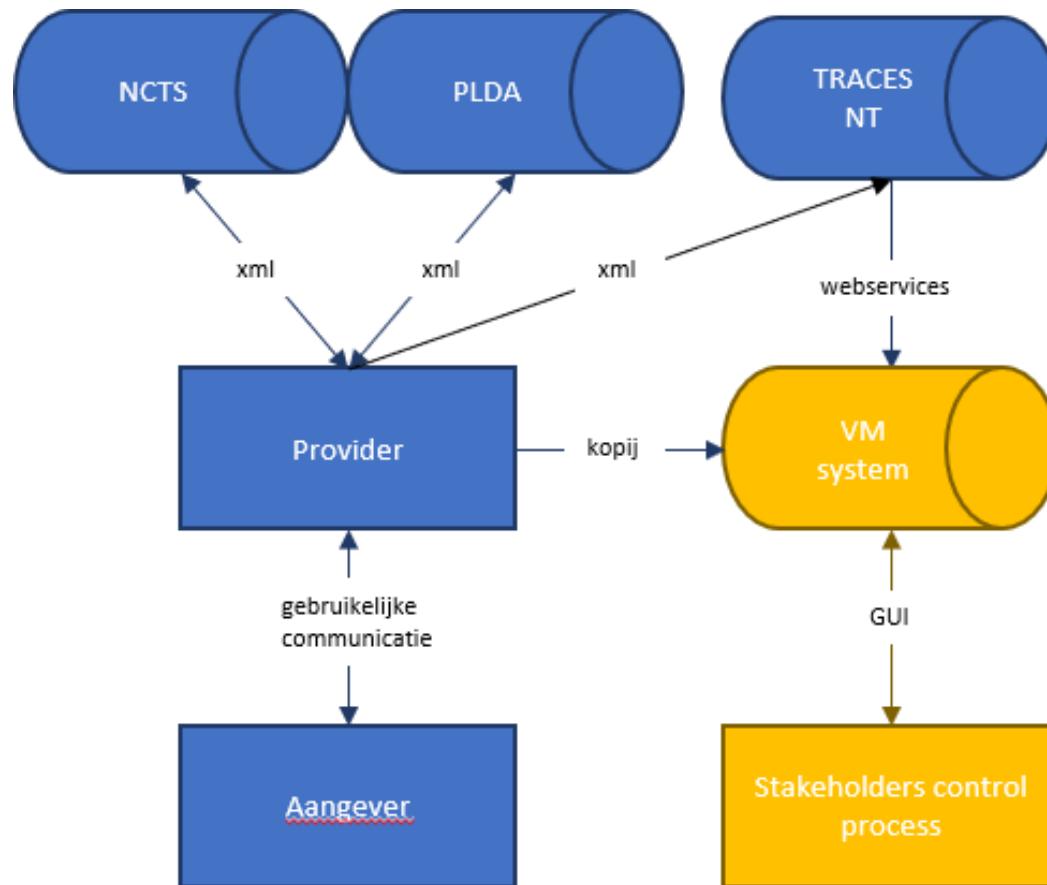 NCTS
PLDA
TRACES
NT
xml
xml
xml
webservices
Provider
kopij
VM
system
gebruikelijke
communicatie
GUI
Aangever
Stakeholders control
process